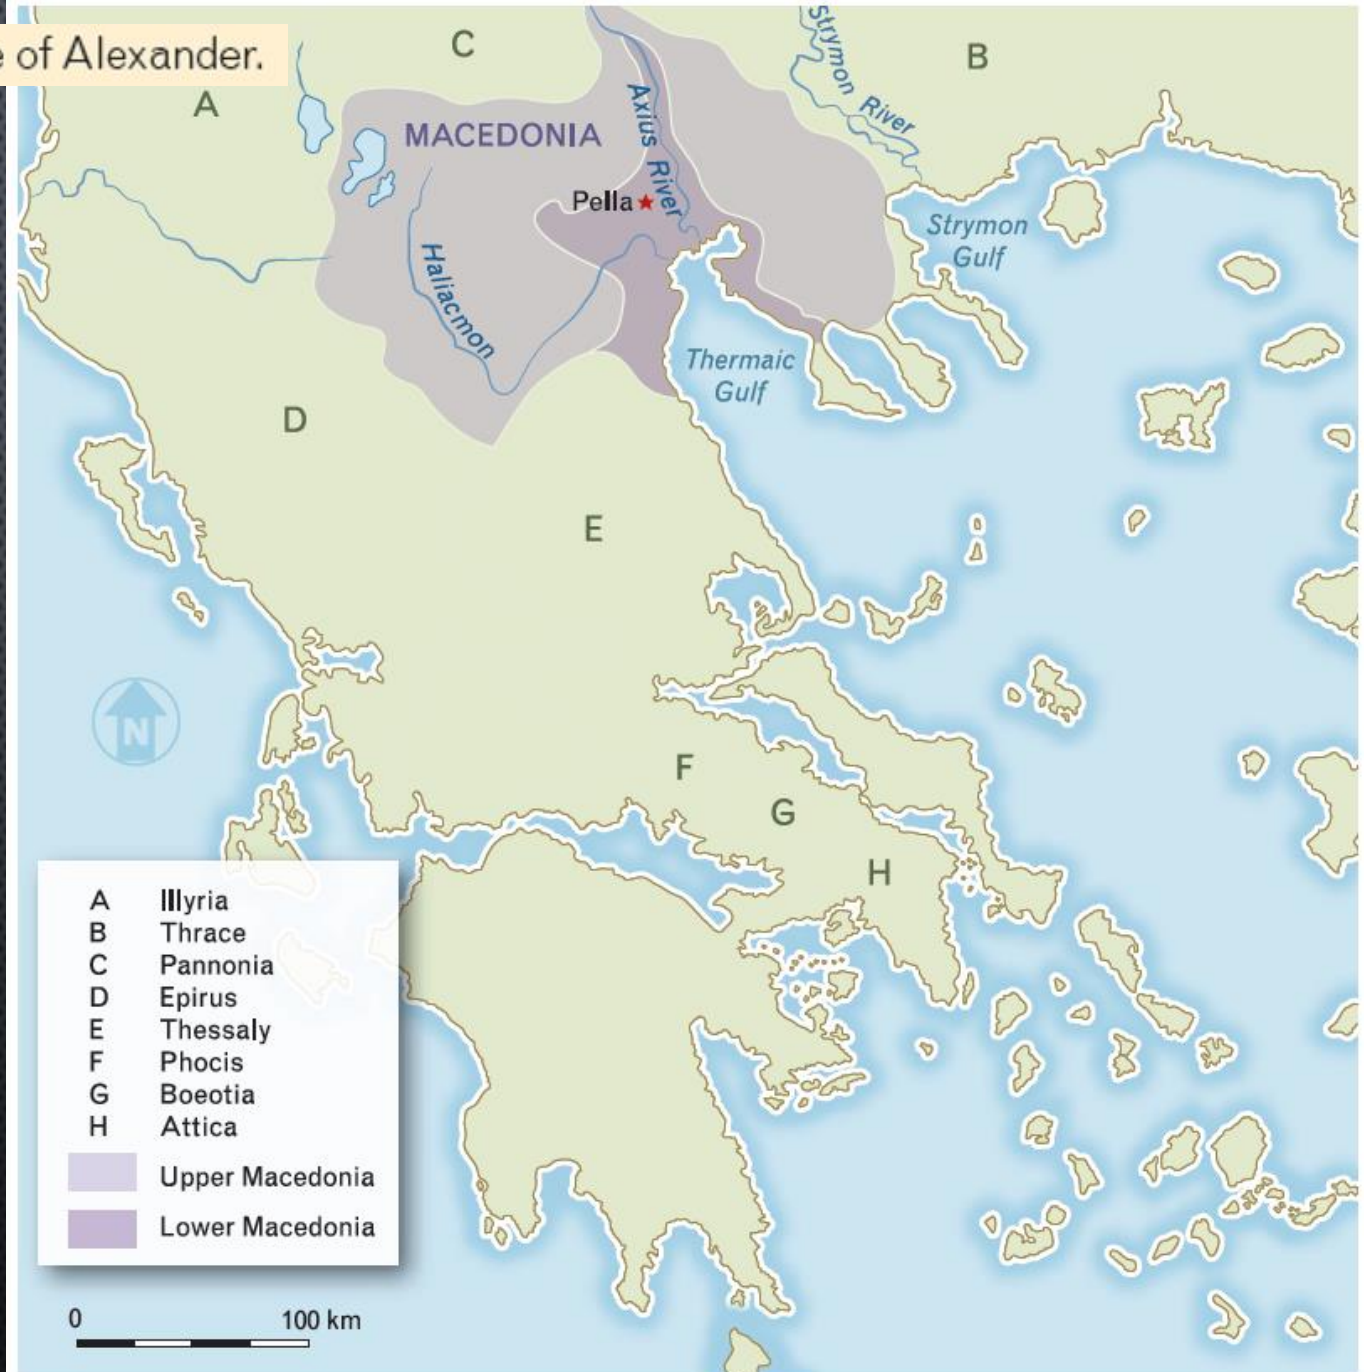 of Alexander.
C
B
A
MACEDONIA
Strymon River
Axius River
Pella
Haliacmon
Strymon
Gulf
Thermaic
Gulf
D
E
F
G
H
N
A Illyria
B Thrace
C Pannonia
D Epirus
E Thessaly
F Phocis
G Boeotia
H Attica
Upper Macedonia
Lower Macedonia
0 100 km